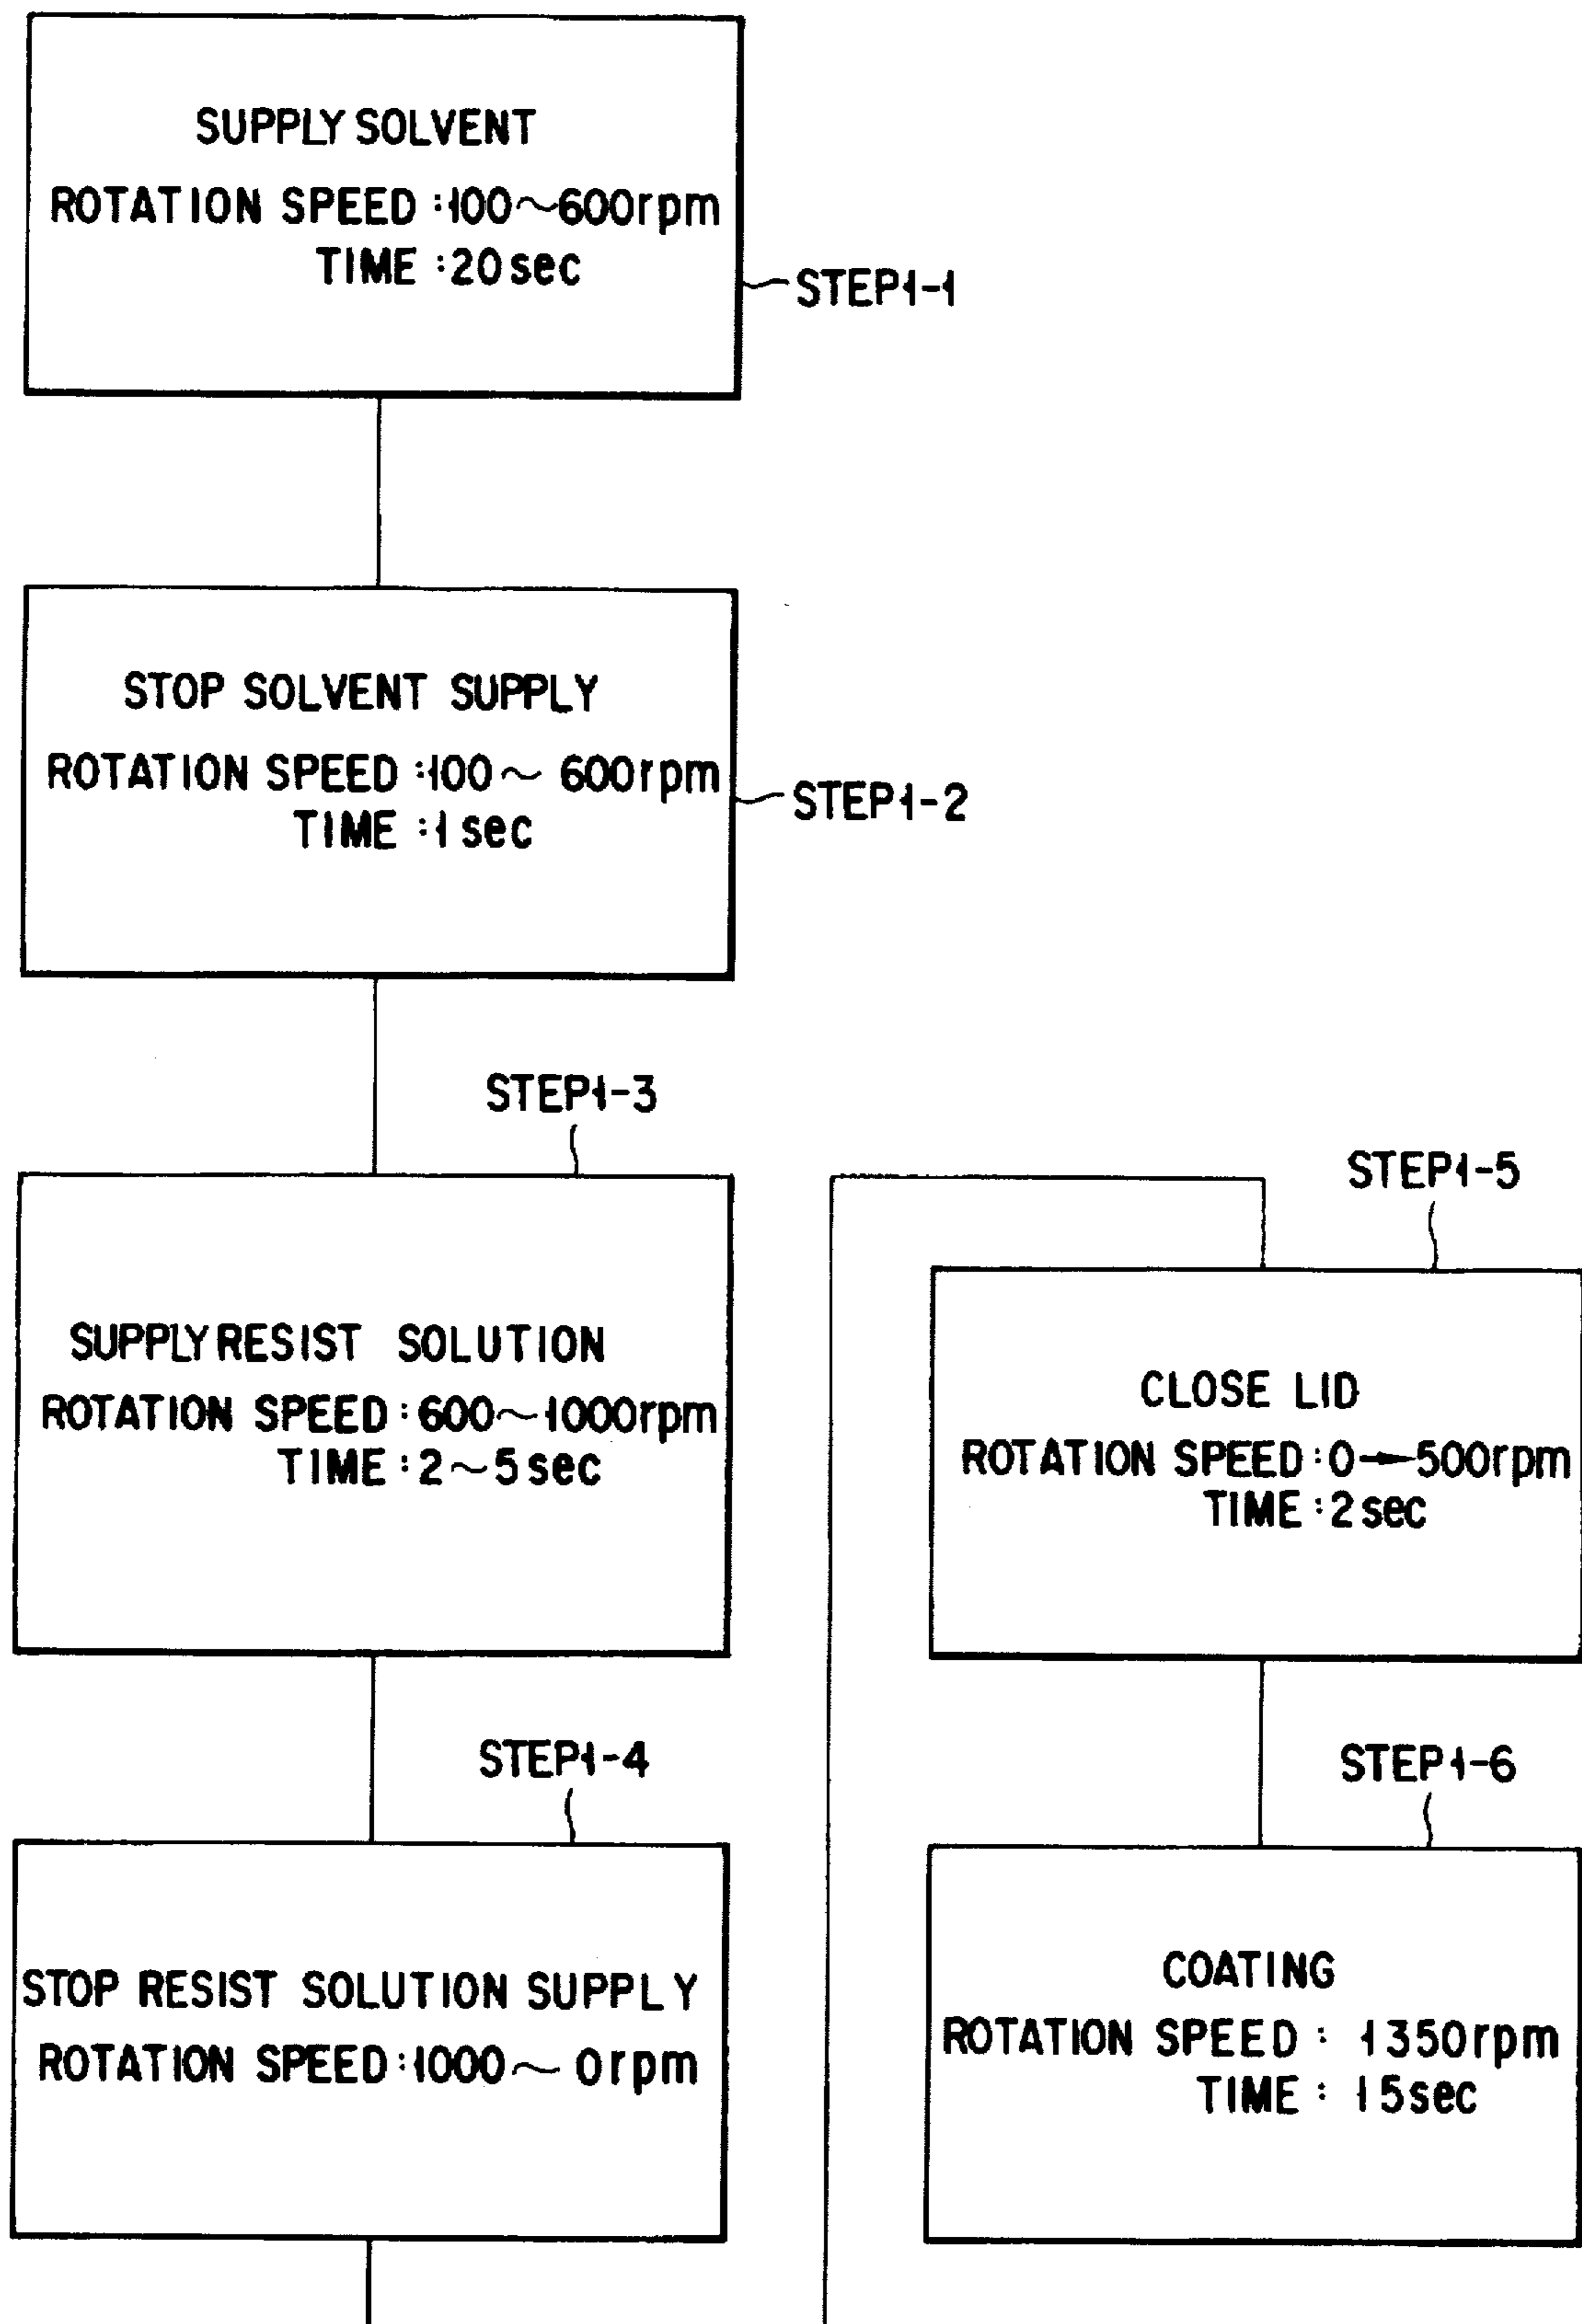 SUPPLY SOLVENT
ROTATION SPEED :100~600rpm
TIME :20sec
STEP1-1
STOP SOLVENT SUPPLY
ROTATION SPEED :100~ 600rpm
TIME :1sec
STEP1-2
STEP1-3
SUPPLY RESIST SOLUTION
ROTATION SPEED:600~1000rpm
TIME:2~5sec
STEP1-4
STOP RESIST SOLUTION SUPPLY
ROTATION SPEED:1000~0rpm
STEP1-5
CLOSE LID
ROTATION SPEED:0→500rpm
TIME:2sec
STEP1-6
COATING
ROTATION SPEED: 1350rpm
TIME: 15sec